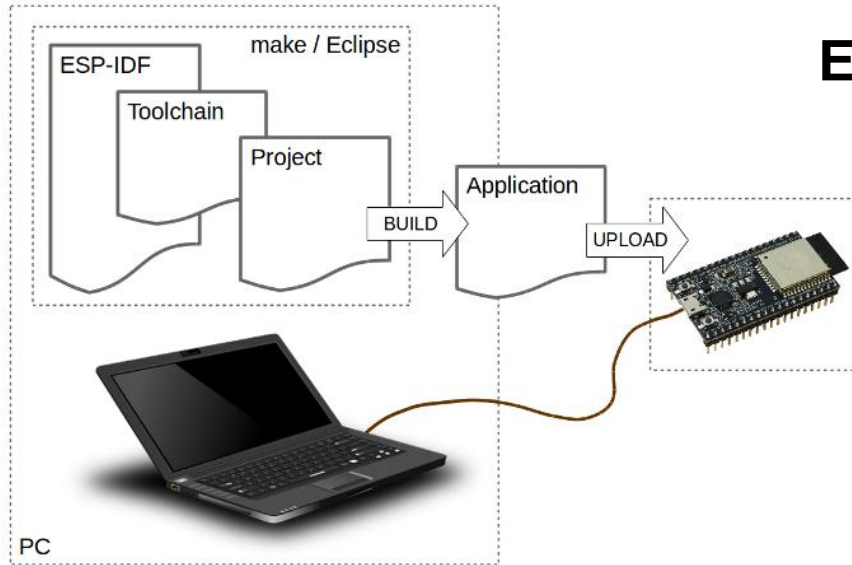 make / Eclipse
E
ESP-IDF
Toolchain
Project
Application
BUILD
UPLOAD
PC